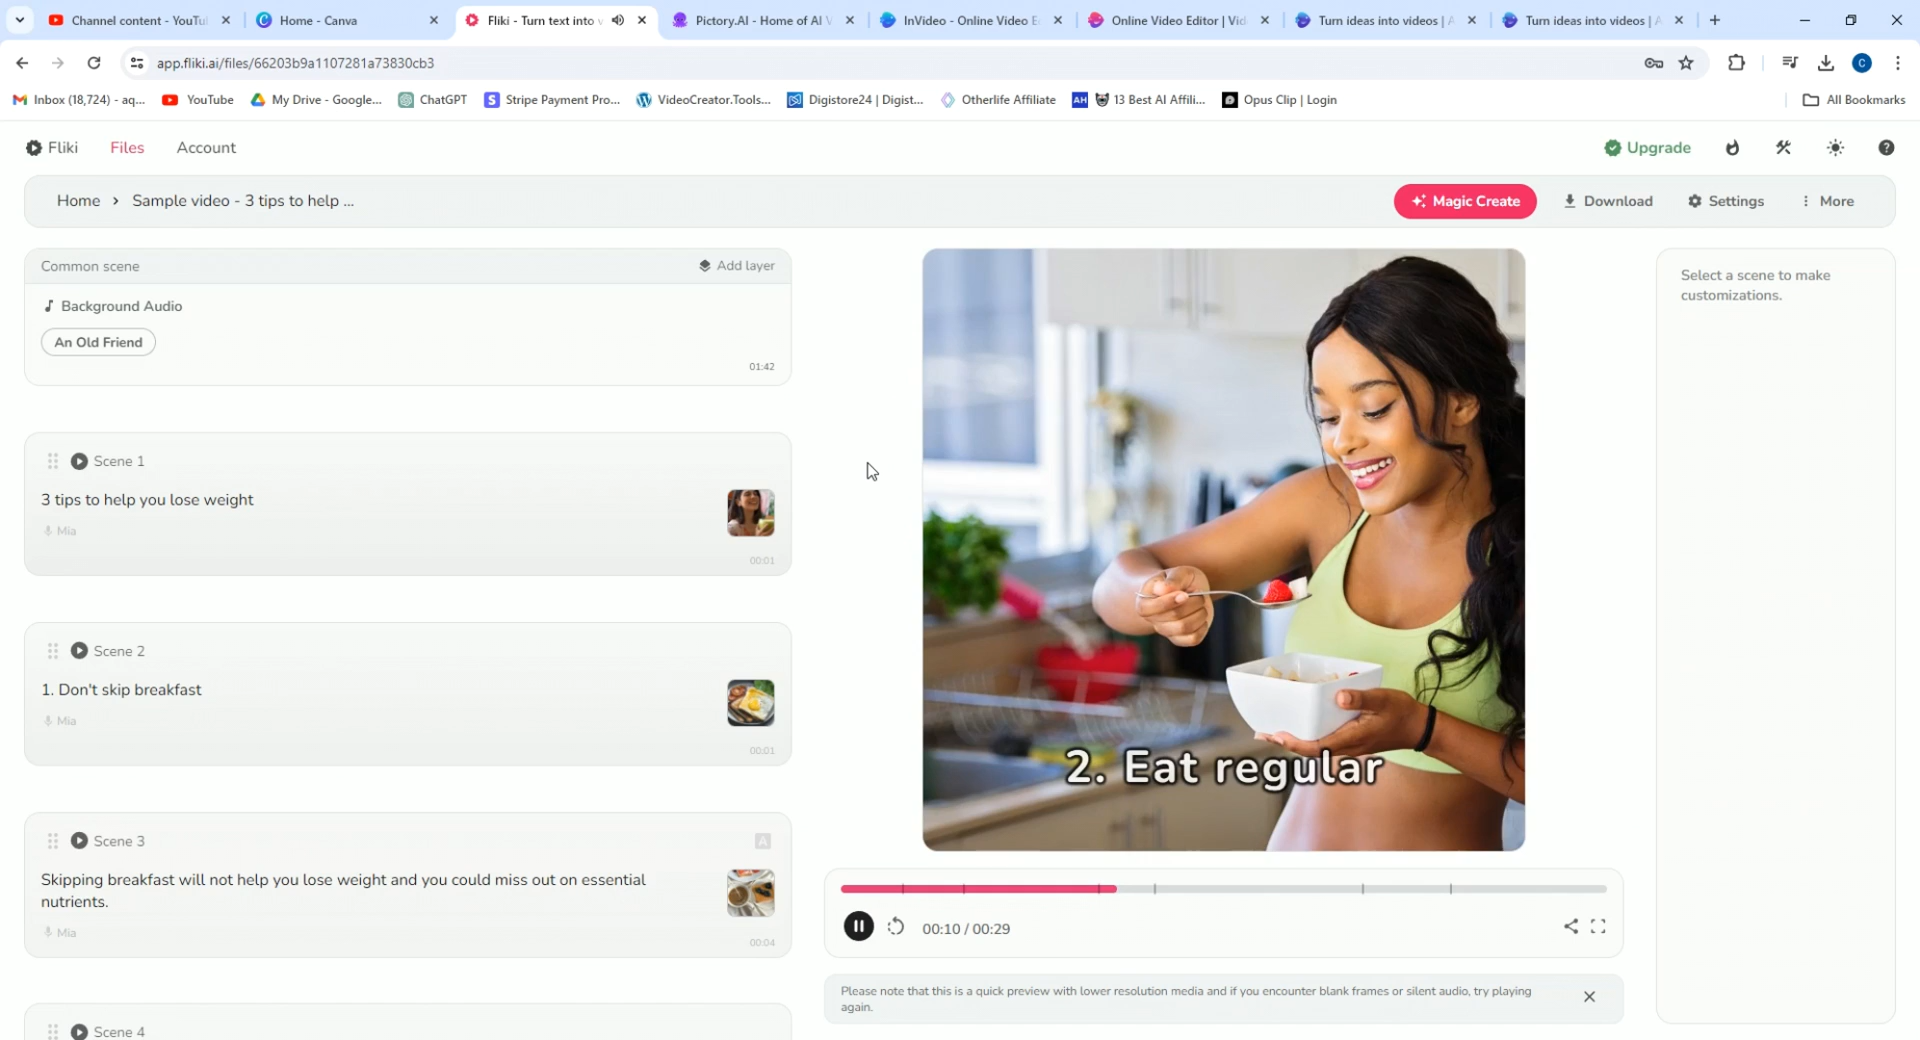 Channel content - YouTu
Home - Canva
Fliki - Turn text into v
Pictory.AI - Home of AI V
InVideo - Online Video E
Online Video Editor | Vid
Turn ideas into videos | A
Turn ideas into videos | A
app.fliki.ai/files/66203b9a1107281a73830cb3
C
Inbox (18,724) - aq...
YouTube
My Drive - Google...
ChatGPT
Stripe Payment Pro...
VideoCreator.Tools...
Digistore24 | Digist...
Otherlife Affiliate
AH 13 Best AI Affili...
Opus Clip | Login
All Bookmarks
Fliki
Files
Account
Upgrade
Home > Sample video - 3 tips to help ...
Magic Create
Download
Settings
More
Common scene
Add layer
Background Audio
An Old Friend
01:42
Scene 1
3 tips to help you lose weight
Mia
00:01
Scene 2
1. Don't skip breakfast
Mia
00:01
Scene 3
A
Skipping breakfast will not help you lose weight and you could miss out on essential
nutrients.
Mia
00:04
Scene 4
2. Eat regular
00:10 / 00:29
Please note that this is a quick preview with lower resolution media and if you encounter blank frames or silent audio, try playing
again.
Select a scene to make
customizations.